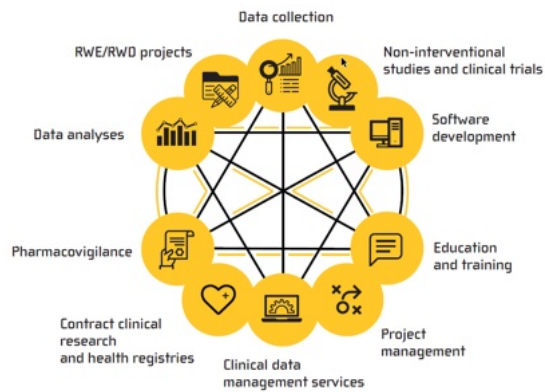 Data collection
RWE/RWD projects
Non-interventional
studies and clinical trials
Data analyses
Software
development
Pharmacovigilance
Education
and training
Contract clinical
research
and health registries
Clinical data
management services
Project
management